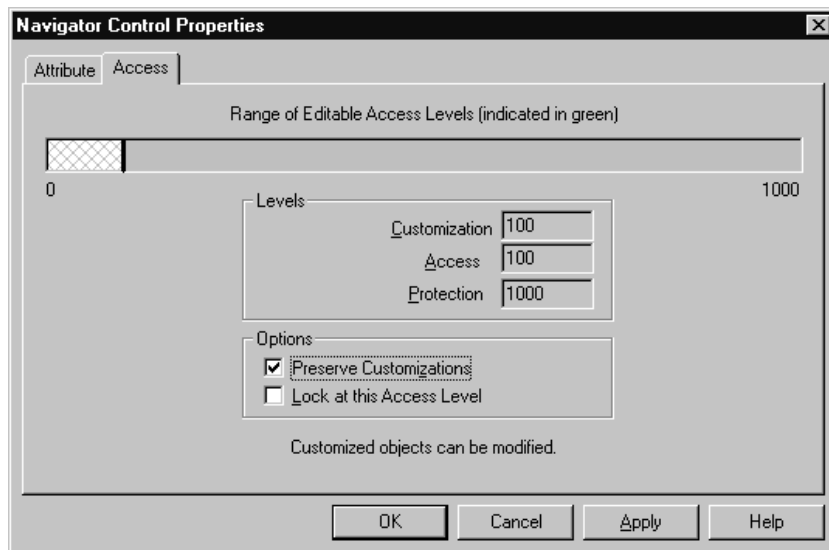 Navigator Control Properties
Attribute Access
Range of Editable Access Levels (indicated in green)
0 1000
Levels
Customization 100
Access 100
Protection 1000
Options
Preserve Customizations
Lock at this Access Level
Customized objects can be modified.
OK Cancel Apply Help